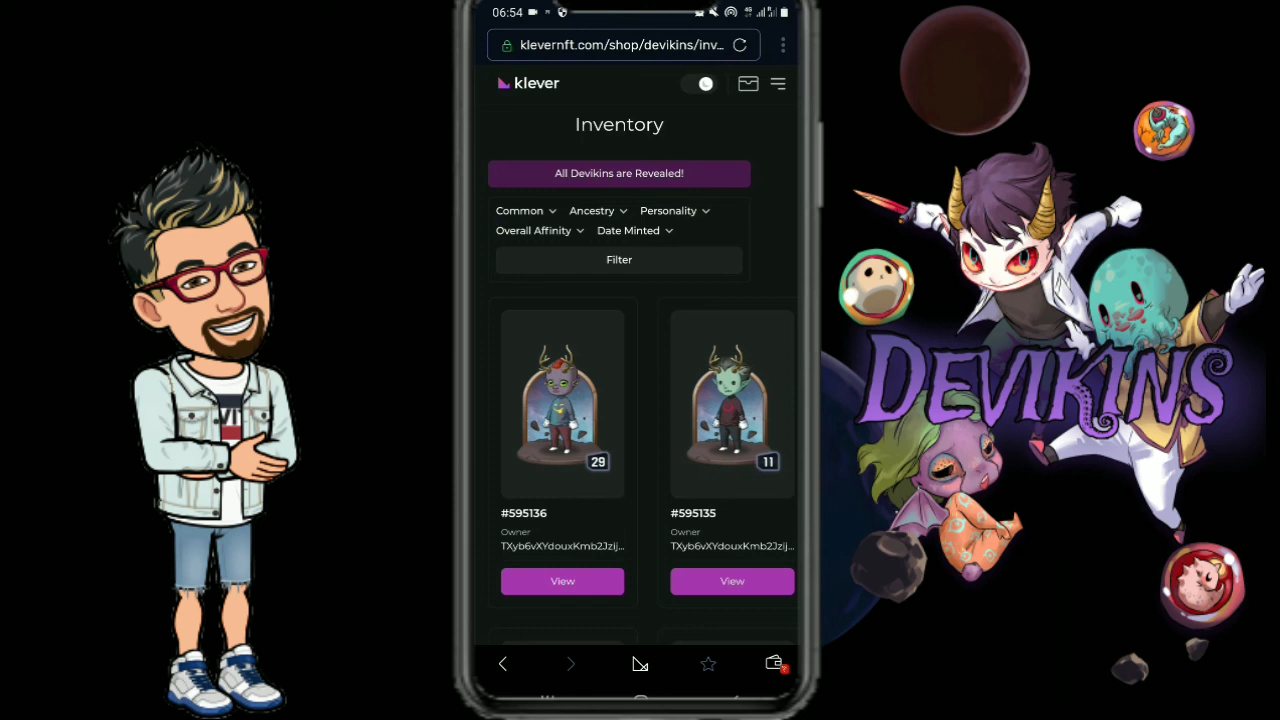 06:54
4G
klevernft.com/shop/devikins/inv...
klever
Inventory
All Devikins are Revealed!
Common Ancestry Personality
Overall Affinity Date Minted
Filter
29
11
#595136
#595135
Owner
Owner
TXyb6vXYdouxKmb2Jzij...
TXyb6vXYdouxKmb2Jzij...
View
View
DEVIKINS